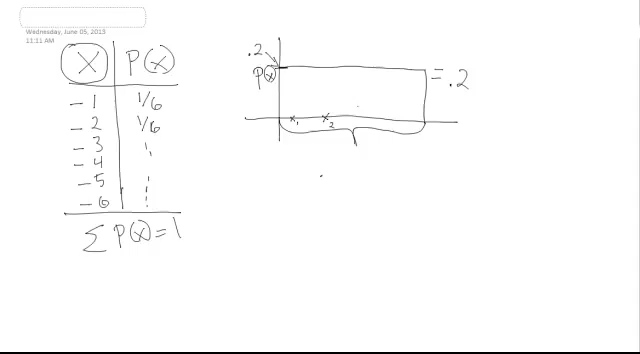 Wednesday, June 05, 2013
11:11 AM
X P(x)
- 1 1/6
- 2 1/6
- 3
- 4
- 5
- 6
Σ P(x) = 1
.2
P(x)
= .2
x₁ x₂